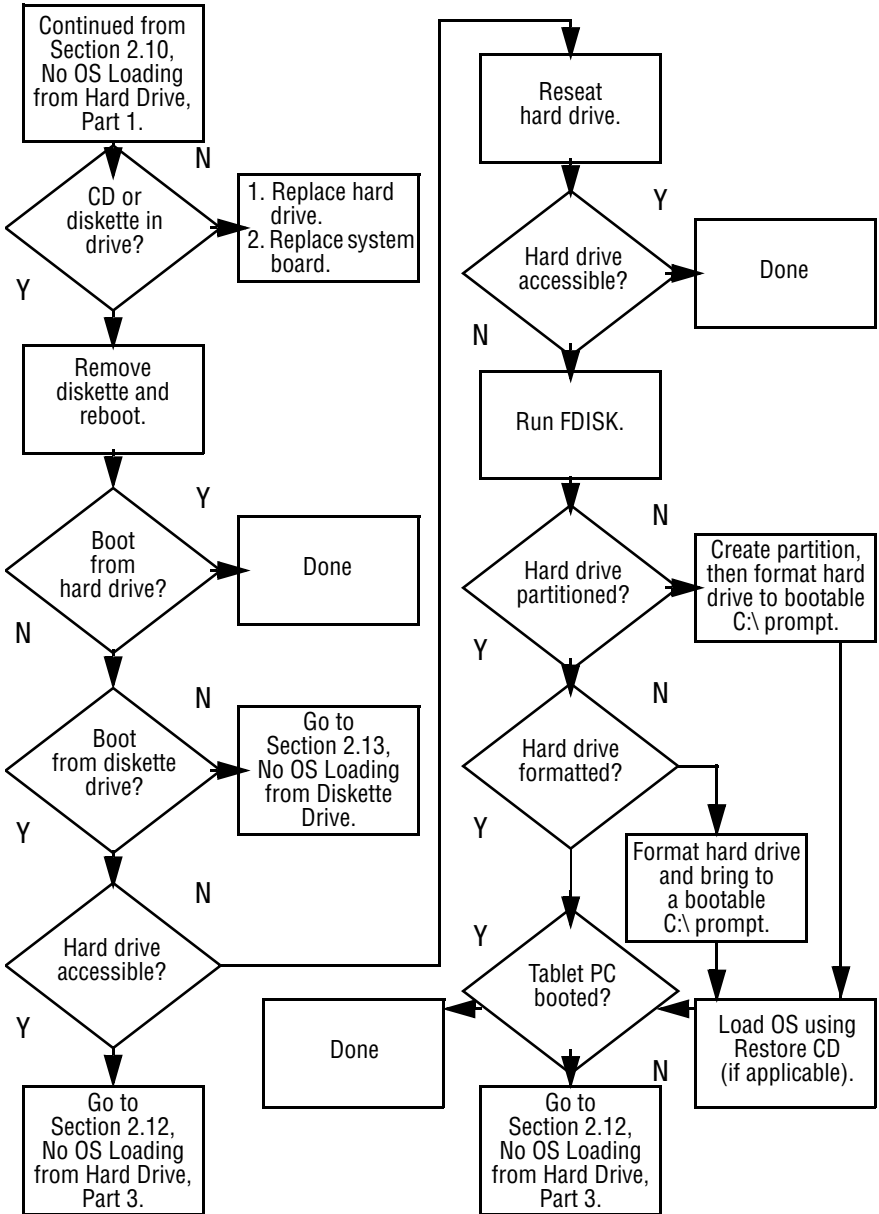 Continued from
Section 2.10,
No OS Loading
from Hard Drive,
Part 1.
N
CD or
diskette in
drive?
1. Replace hard
drive.
2. Replace system
board.
Y
Remove
diskette and
reboot.
Y
Boot
from
hard drive?
Done
N
N
Boot
from diskette
drive?
Go to
Section 2.13,
No OS Loading
from Diskette
Drive.
Y
N
Hard drive
accessible?
Y
Go to
Section 2.12,
No OS Loading
from Hard Drive,
Part 3.
Reseat
hard drive.
Y
Hard drive
accessible?
Done
N
Run FDISK.
N
Hard drive
partitioned?
Create partition,
then format hard
drive to bootable
C:\ prompt.
Y
N
Hard drive
formatted?
Y
Format hard drive
and bring to
a bootable
C:\ prompt.
Y
Tablet PC
booted?
Done
Load OS using
Restore CD
(if applicable).
N
Go to
Section 2.12,
No OS Loading
from Hard Drive,
Part 3.